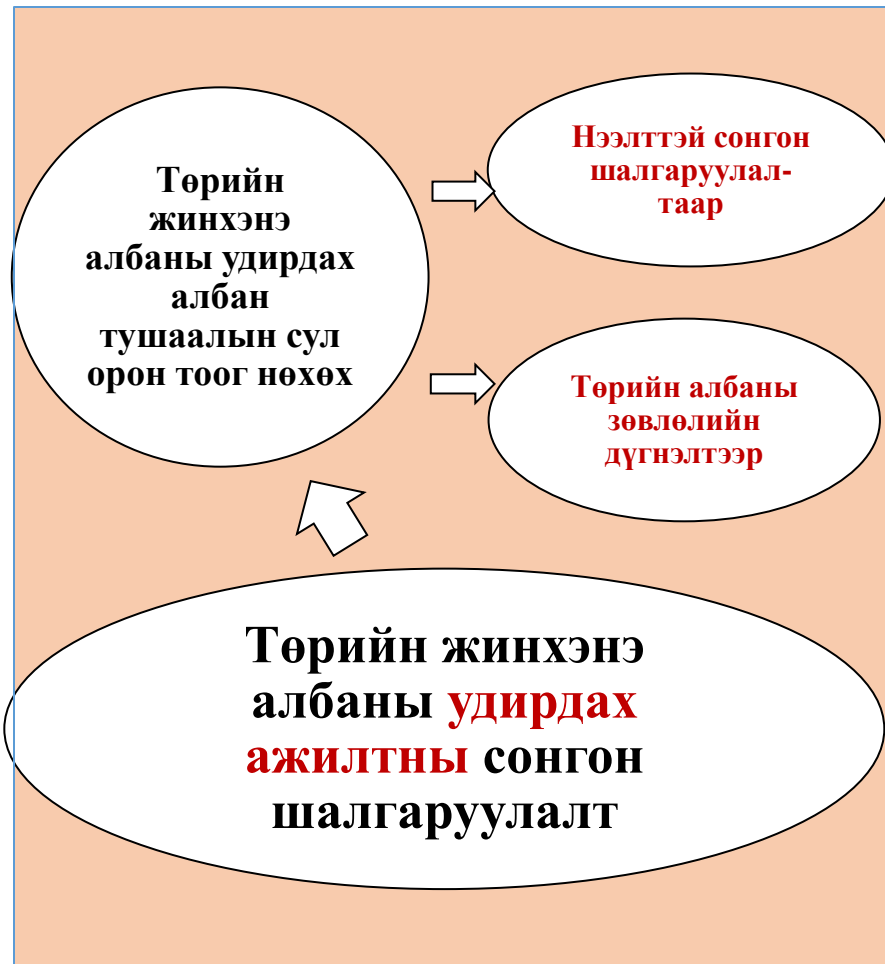 Төрийн
жинхэнэ
албаны удирдах
албан
тушаалын сул
орон тоог нөхөх
Нээлттэй сонгон
шалгаруулал-
таар
Төрийн албаны
зөвлөлийн
дүгнэлтээр
Төрийн жинхэнэ
албаны удирдах
ажилтны сонгон
шалгаруулалт